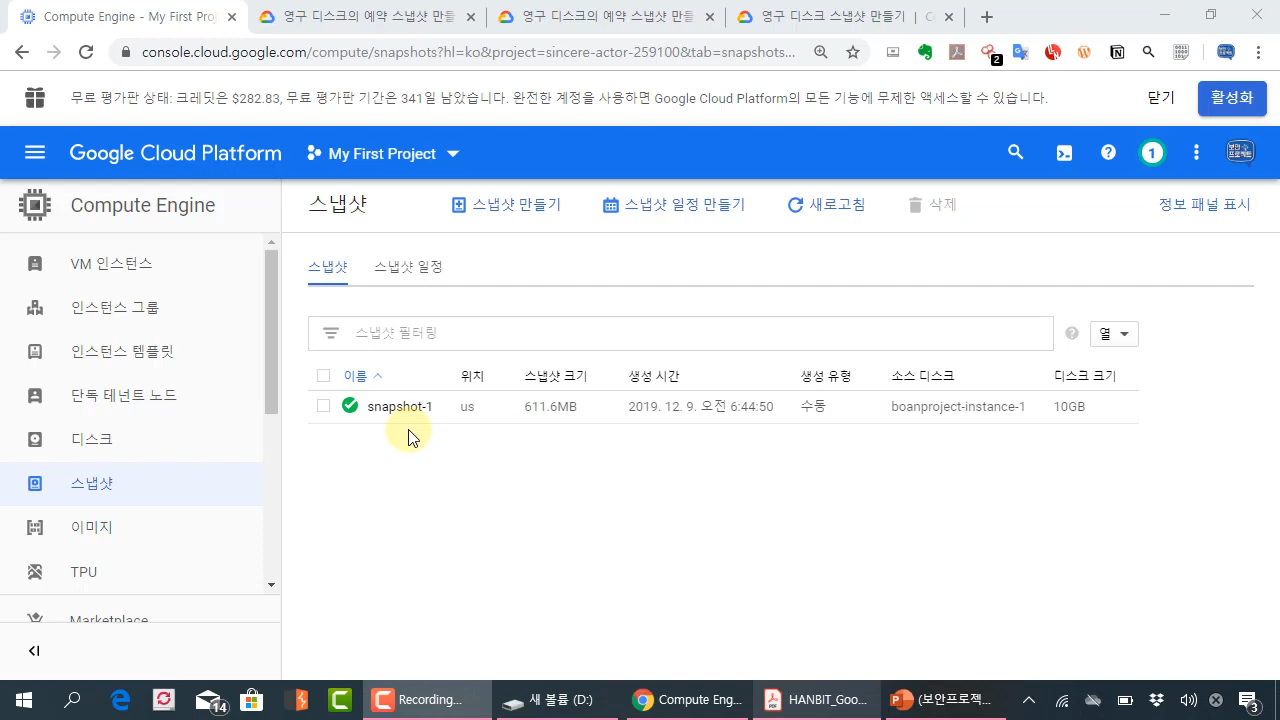 Compute Engine - My First Proj
영구 디스크의 예약 스냅샷 만들
영구 디스크의 예약 스냅샷 만들
영구 디스크 스냅샷 만들기 | C
console.cloud.google.com/compute/snapshots?hl=ko&project=sincere-actor-259100&tab=snapshots...
2
무료 평가판 상태: 크레딧은 $282.83, 무료 평가판 기간은 341일 남았습니다. 완전한 계정을 사용하면 Google Cloud Platform의 모든 기능에 무제한 액세스할 수 있습니다.
닫기
활성화
Google Cloud Platform
My First Project
1
보안
프로젝트
Compute Engine
스냅샷
스냅샷 만들기
스냅샷 일정 만들기
새로고침
삭제
정보 패널 표시
VM 인스턴스
인스턴스 그룹
인스턴스 템플릿
단독 테넌트 노드
디스크
스냅샷
이미지
TPU
Marketplace
스냅샷
스냅샷 일정
스냅샷 필터링
열
이름
위치
스냅샷 크기
생성 시간
생성 유형
소스 디스크
디스크 크기
snapshot-1
us
611.6MB
2019. 12. 9. 오전 6:44:50
수동
boanproject-instance-1
10GB
14
Recording...
새 볼륨 (D:)
Compute Eng...
HANBIT_Goo...
(보안프로젝...
3